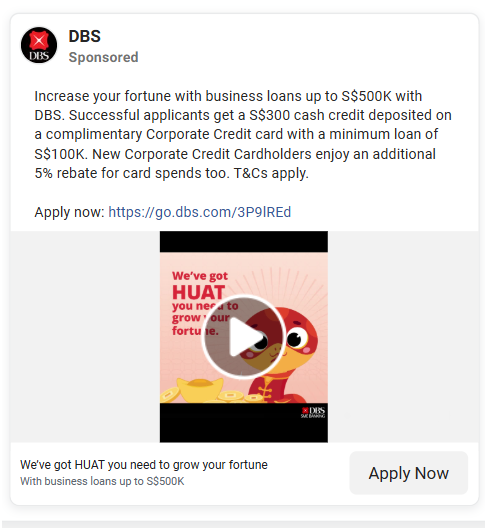 DBS
DBS
Sponsored
Increase your fortune with business loans up to S$500K with
DBS. Successful applicants get a S$300 cash credit deposited on
a complimentary Corporate Credit card with a minimum loan of
S$100K. New Corporate Credit Cardholders enjoy an additional
5% rebate for card spends too. T&Cs apply.
Apply now: https://go.dbs.com/3P9lREd
We've got
HUAT
you need to
grow your
fortune.
DBS
SME BANKING
We've got HUAT you need to grow your fortune
With business loans up to S$500K
Apply Now